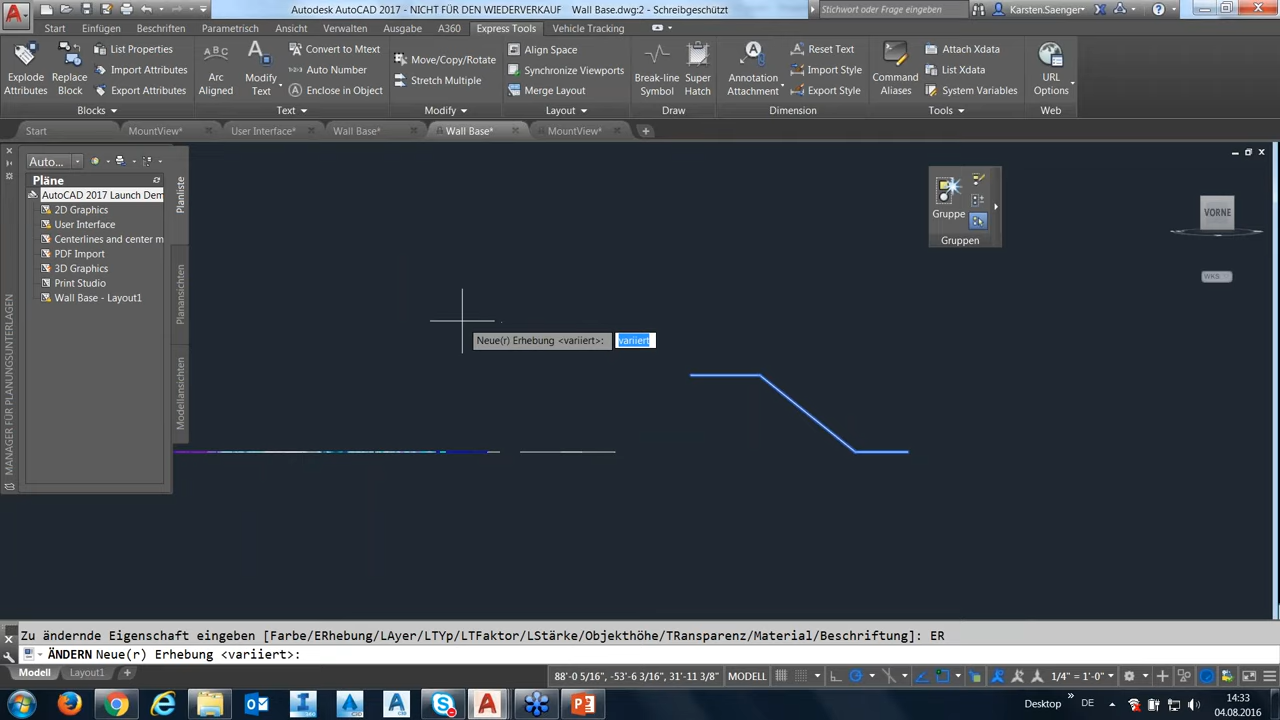 Autodesk AutoCAD 2017 - NICHT FÜR DEN WIEDERVERKAUF Wall Base.dwg:2 - Schreibgeschützt
Stichwort oder Frage eingeben
Karsten.Saenger
Start Einfügen Beschriften Parametrisch Ansicht Verwalten Ausgabe A360 Express Tools Vehicle Tracking
Explode Attributes
Replace Block
List Properties
Import Attributes
Export Attributes
Blocks
Arc Aligned
Modify Text
Convert to Mtext
Auto Number
Enclose in Object
Text
Move/Copy/Rotate
Stretch Multiple
Modify
Align Space
Synchronize Viewports
Merge Layout
Layout
Break-line Symbol
Super Hatch
Draw
Annotation Attachment
Reset Text
Import Style
Export Style
Dimension
Command Aliases
Attach Xdata
List Xdata
System Variables
Tools
URL Options
Web
Start MountView* User Interface* Wall Base* Wall Base* MountView*
Auto...
Pläne
AutoCAD 2017 Launch Dem
2D Graphics
User Interface
Centerlines and center m
PDF Import
3D Graphics
Print Studio
Wall Base - Layout1
Planliste
Planansichten
Modellansichten
MANAGER FÜR PLANUNGSUNTERLAGEN
Gruppe
Gruppen
VORNE
WKS
Neue(r) Erhebung <variiert>: variiert
Zu ändernde Eigenschaft eingeben [Farbe/ERhebung/LAyer/LTYp/LTFaktor/LStärke/Objekthöhe/TRansparenz/Material/Beschriftung]: ER
ÄNDERN Neue(r) Erhebung <variiert>:
Modell Layout1
88'-0 5/16", -53'-6 3/16", 31'-11 3/8" MODELL
1/4" = 1'-0"
Desktop
DE
14:33
04.08.2016